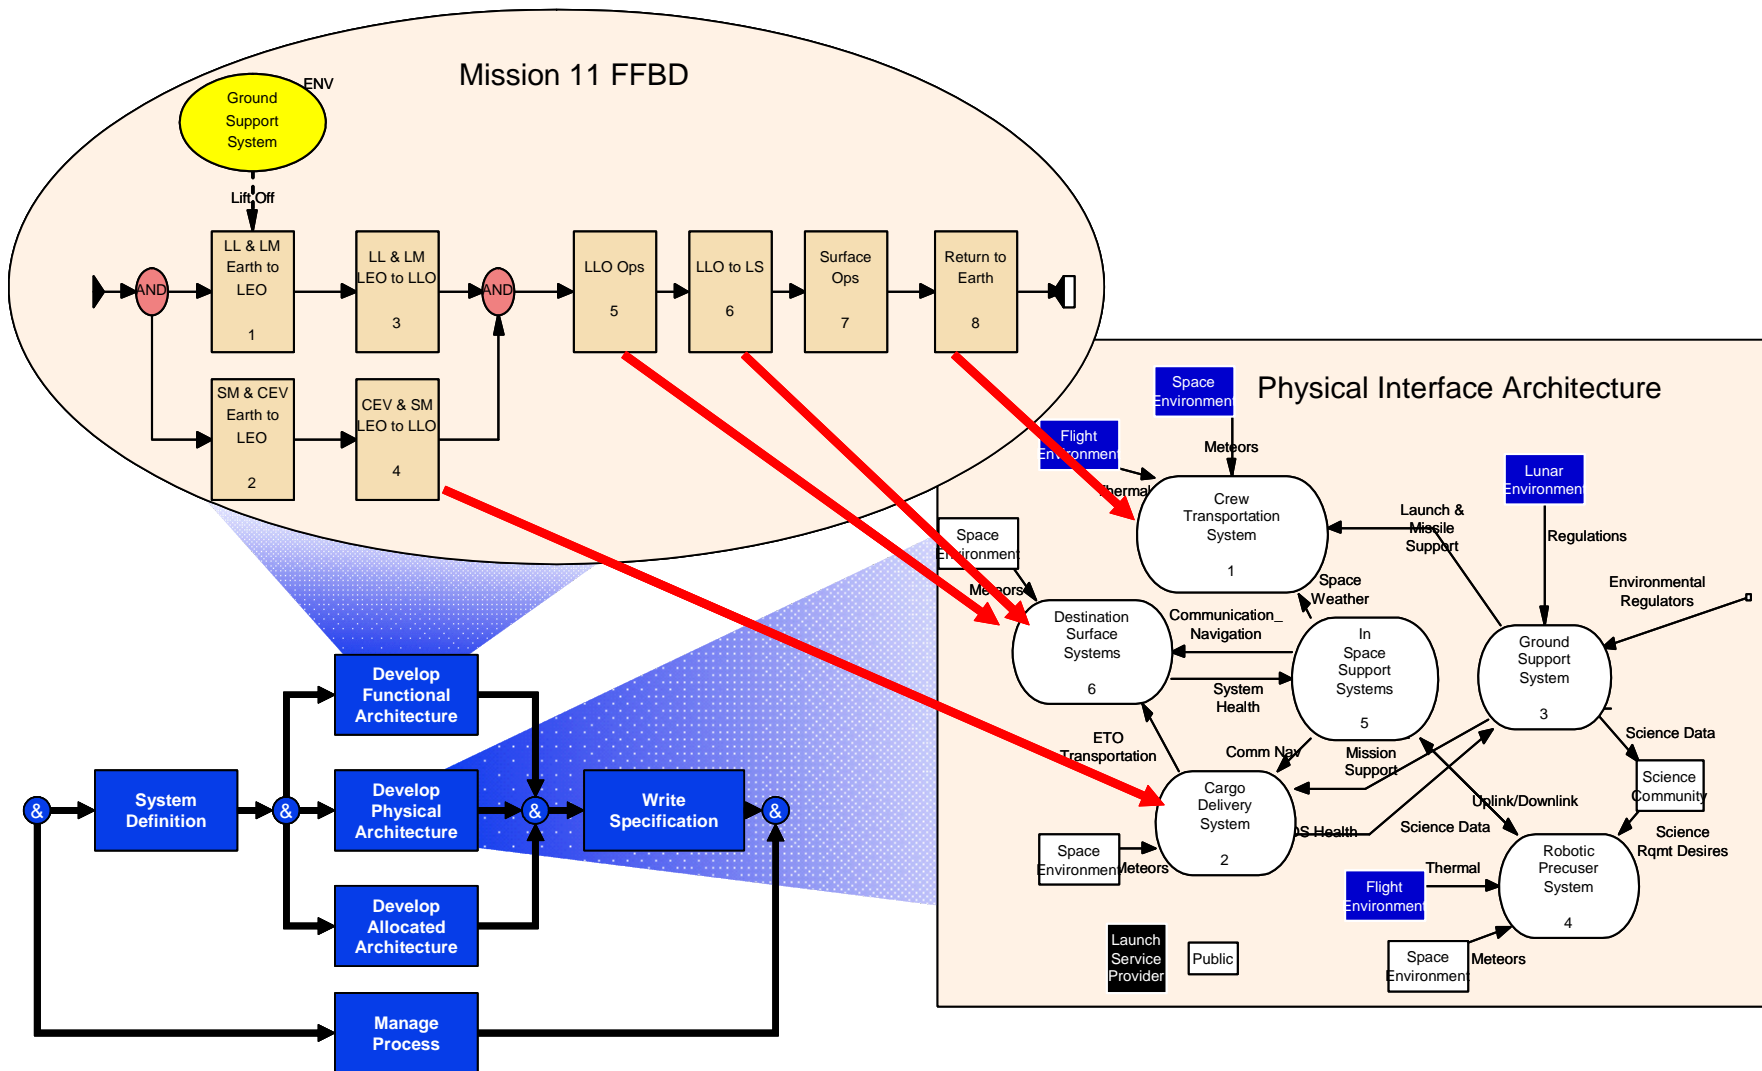 Mission 11 FFBD
ENV
Ground
Support
System
Lift Off
AND
LL & LM
Earth to
LEO
1
LL & LM
LEO to LLO
3
AND
LLO Ops
5
LLO to LS
6
Surface
Ops
7
Return to
Earth
8
SM & CEV
Earth to
LEO
2
CEV & SM
LEO to LLO
4
Physical Interface Architecture
Space
Environment
Meteors
Flight
Environment
Thermal
Lunar
Environment
Regulations
Crew
Transportation
System
1
Launch &
Missile
Support
Space
Environment
Meteors
Space
Weather
Environmental
Regulators
Destination
Surface
Systems
6
Communication_
Navigation
System
Health
In
Space
Support
Systems
5
Ground
Support
System
3
ETO
Transportation
Comm Nav
Mission
Support
Science Data
Science
Community
Cargo
Delivery
System
2
DS Health
Uplink/Downlink
Science Data
Science
Rqmt Desires
Space
Environment
Meteors
Robotic
Precuser
System
4
Thermal
Flight
Environment
Space
Environment
Meteors
Launch
Service
Provider
Public
Develop
Functional
Architecture
&
System
Definition
&
Develop
Physical
Architecture
&
Write
Specification
&
Develop
Allocated
Architecture
Manage
Process